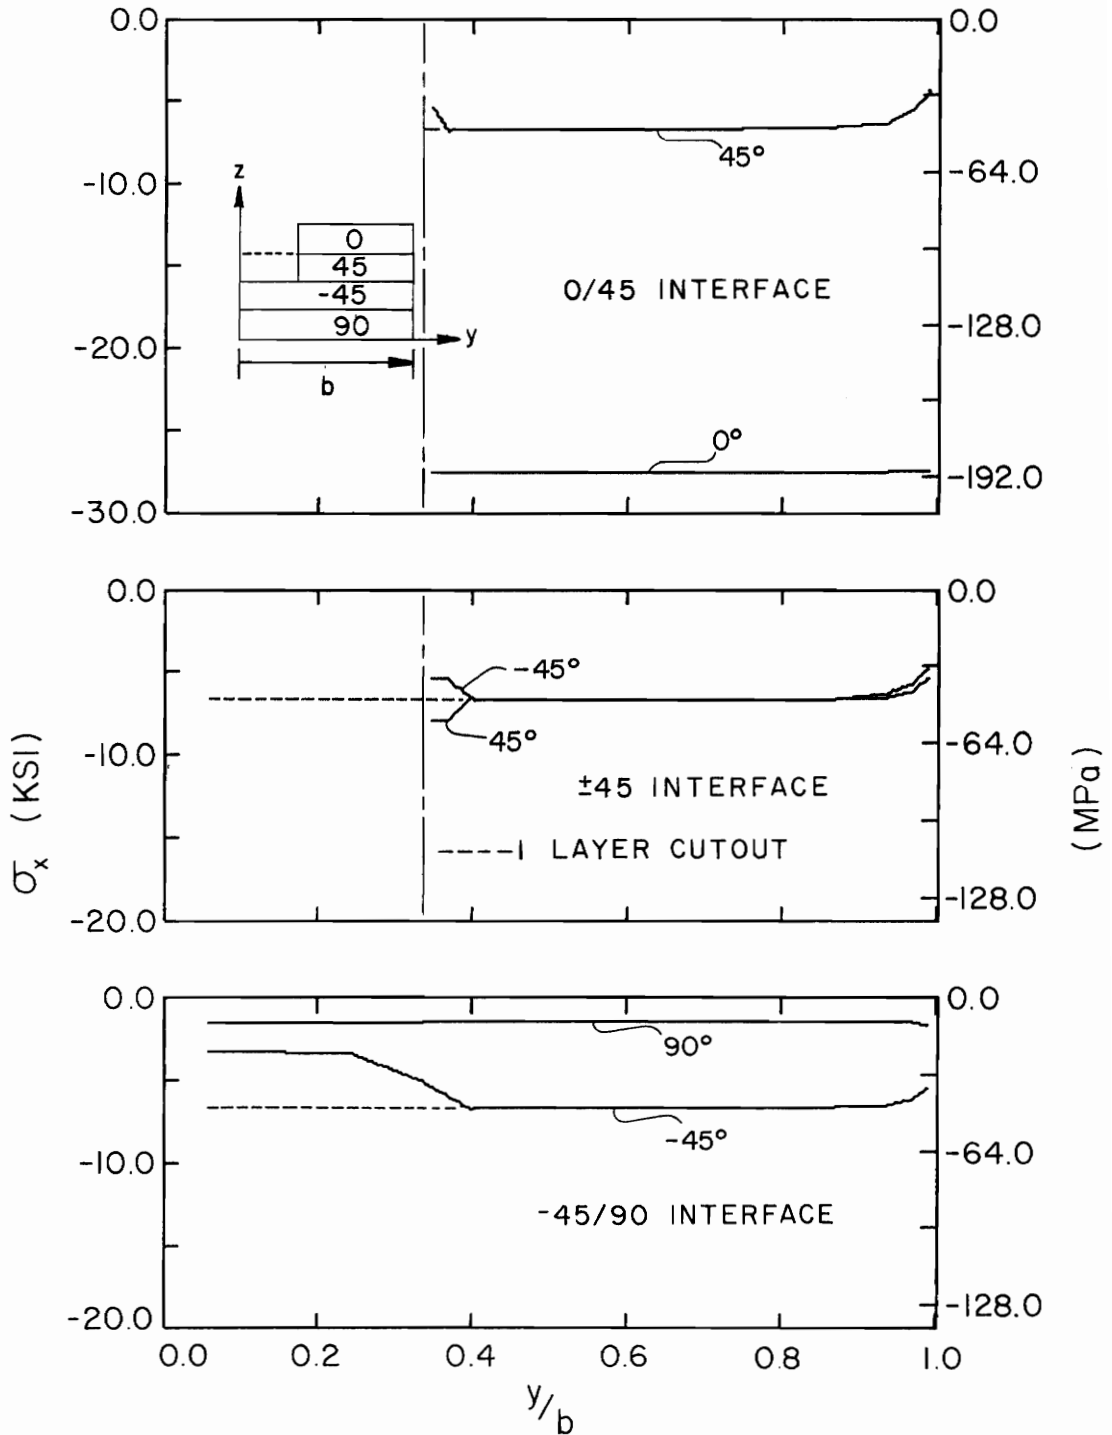 0.0
-10.0
-20.0
-30.0
0.0
-64.0
-128.0
-192.0
z
0
45
-45
90
y
b
45°
0/45 INTERFACE
0°
0.0
-10.0
-20.0
0.0
-64.0
-128.0
-45°
45°
±45 INTERFACE
1 LAYER CUTOUT
σx (KSI)
(MPa)
0.0
-10.0
-20.0
0.0
-64.0
-128.0
90°
-45°
-45/90 INTERFACE
0.0 0.2 0.4 0.6 0.8 1.0
y/b